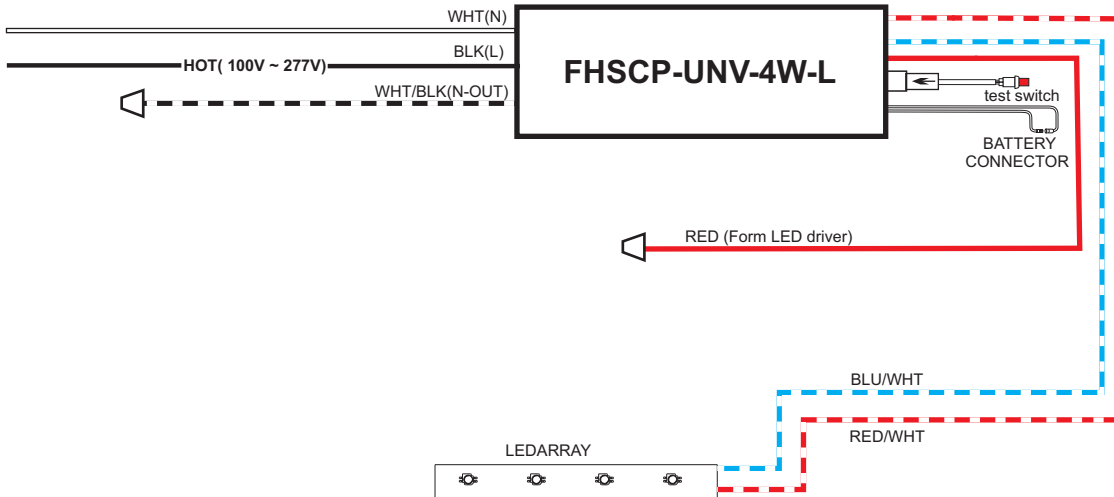 WHT(N)
BLK(L)
HOT( 100V ~ 277V)
WHT/BLK(N-OUT)
FHSCP-UNV-4W-L
test switch
BATTERY
CONNECTOR
RED (Form LED driver)
BLU/WHT
RED/WHT
LEDARRAY